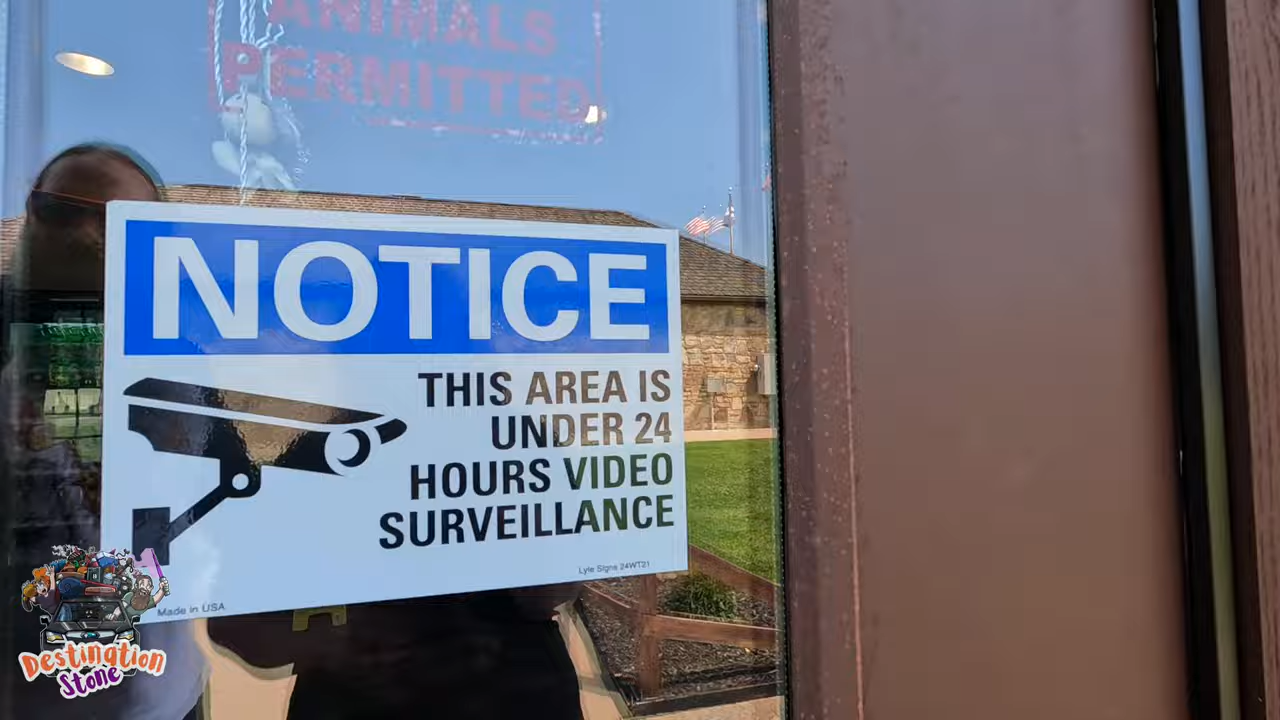 ANIMALS
PERMITTED
NOTICE
THIS AREA IS
UNDER 24
HOURS VIDEO
SURVEILLANCE
Lyle Signs 24WT21
Made in USA
Destination
Stone